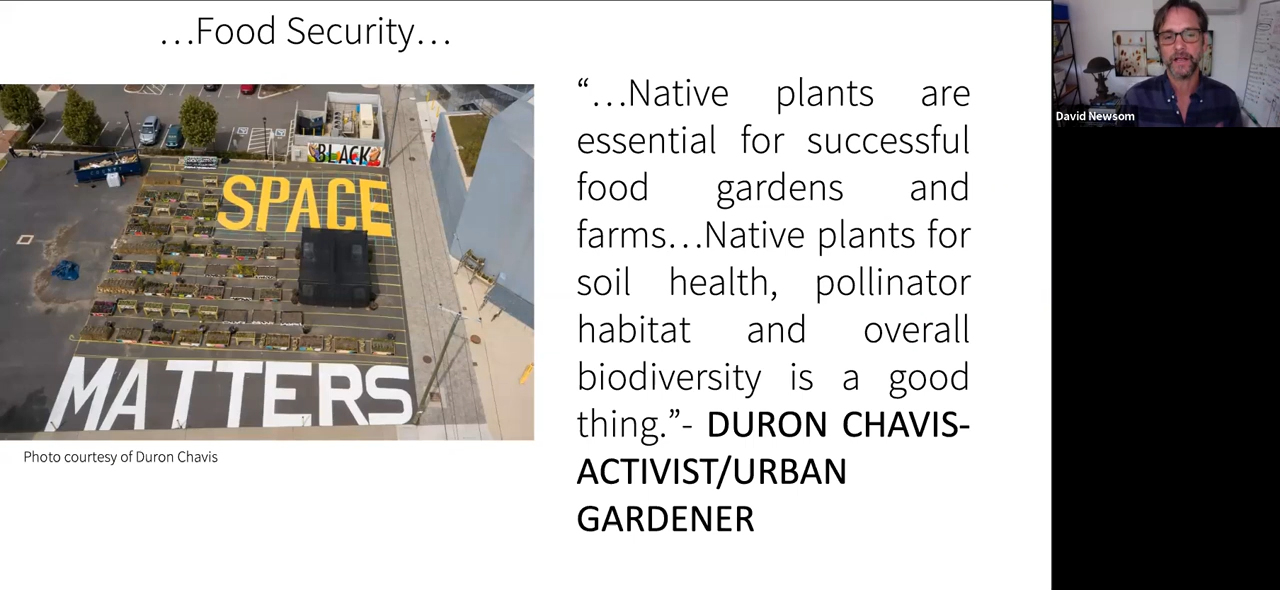 …Food Security…
BLACK
SPACE
MATTERS
Photo courtesy of Duron Chavis
“…Native plants are
essential for successful
food gardens and
farms…Native plants for
soil health, pollinator
habitat and overall
biodiversity is a good
thing.”- DURON CHAVIS-
ACTIVIST/URBAN
GARDENER
David Newsom